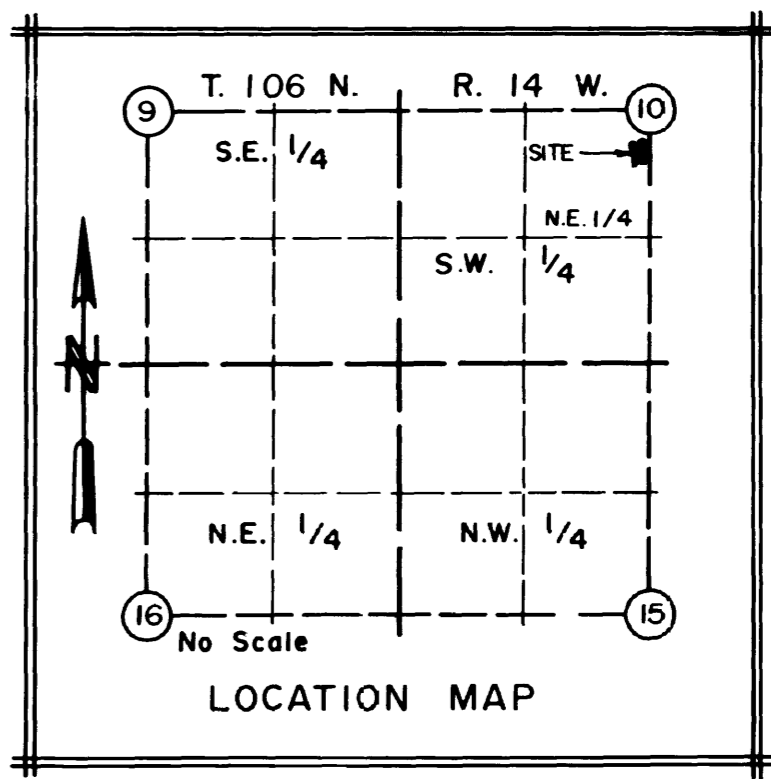 T. 106 N. R. 14 W.
9 10
S.E. 1/4 SITE
N.E. 1/4
S.W. 1/4
N
N.E. 1/4 N.W. 1/4
16 15
No Scale
LOCATION MAP